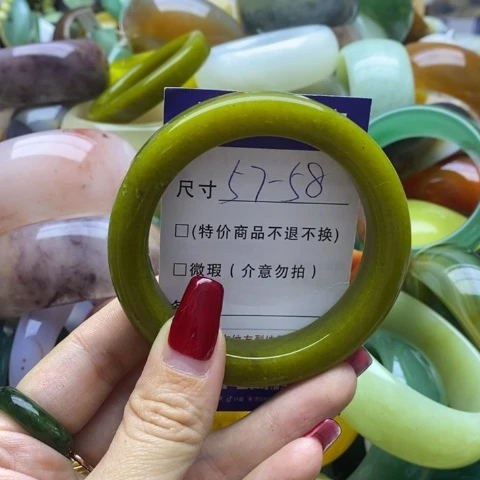 尺寸 57-58
□(特价商品不退不换)
□微瑕(介意勿拍)